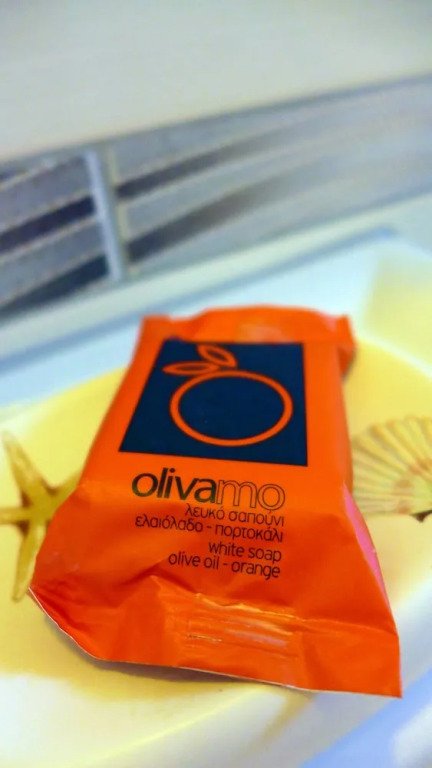 olivamo
λευκό σαπούνι
ελαιόλαδο - πορτοκάλι
white soap
olive oil - orange